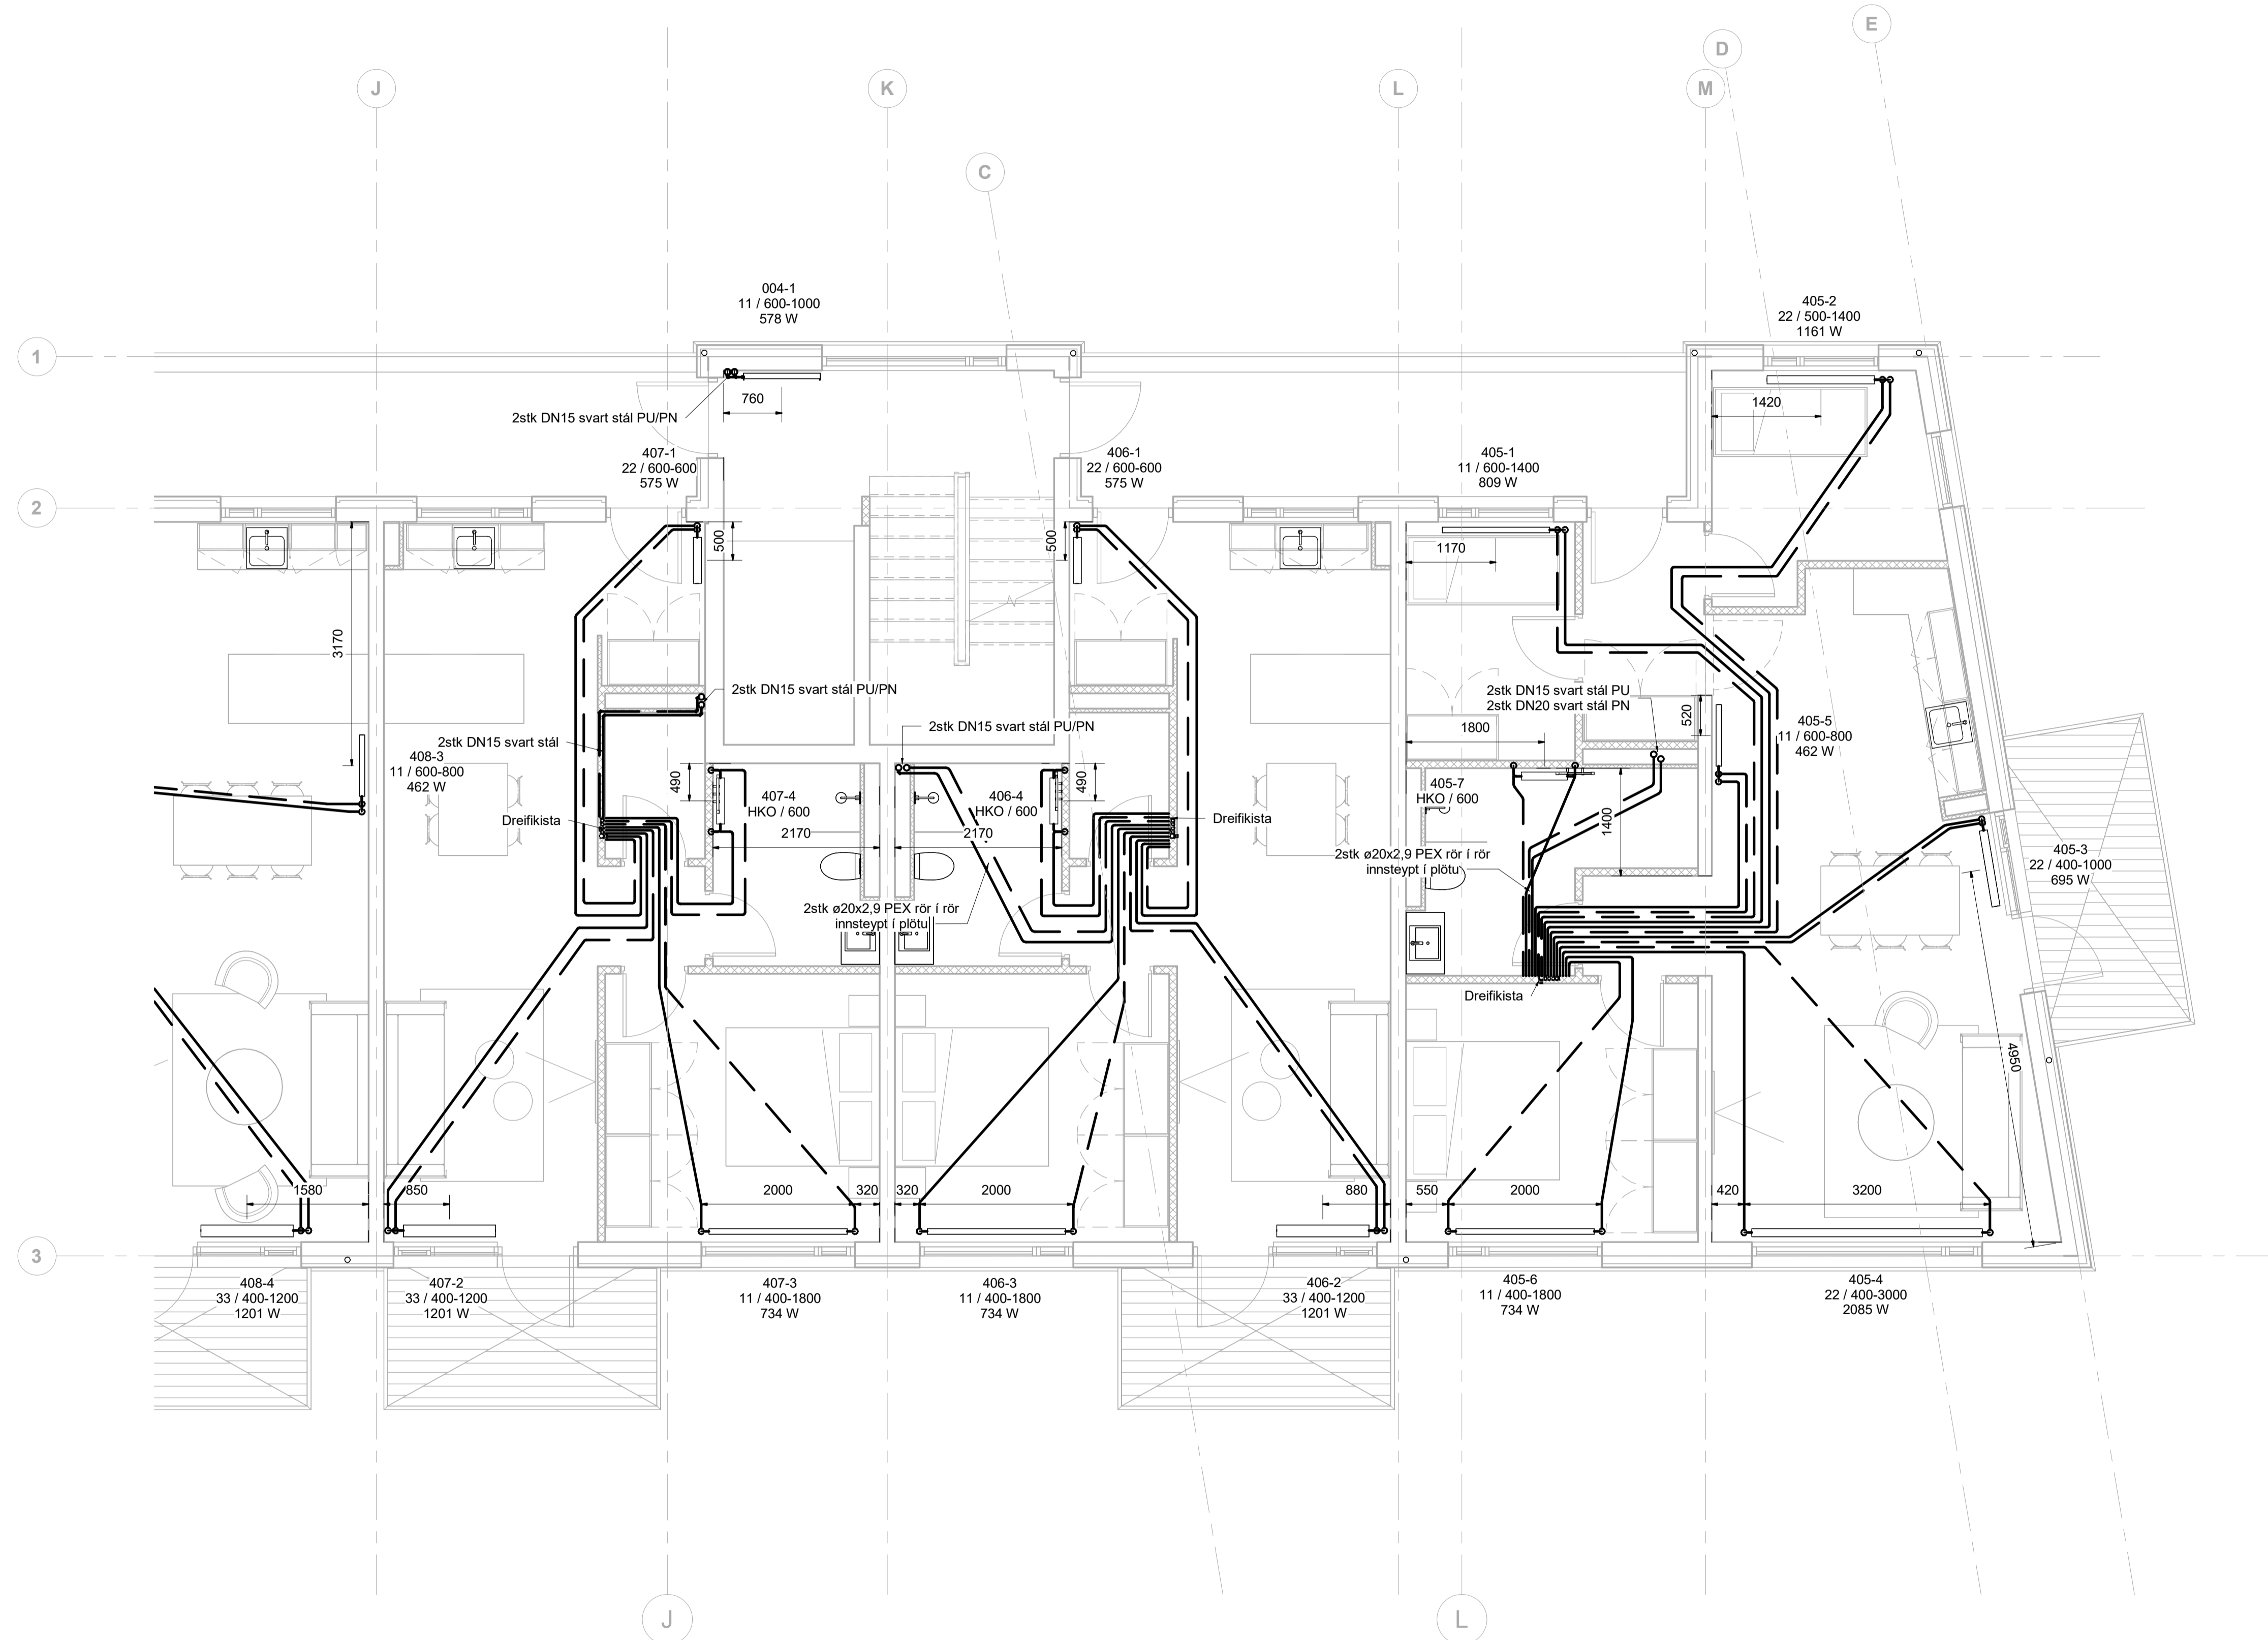 E
D
J
K
L
M
C
004-1
11 / 600-1000
578 W
405-2
22 / 500-1400
1161 W
1
760
2stk DN15 svart stál PU/PN
1420
407-1
22 / 600-600
575 W
406-1
22 / 600-600
575 W
405-1
11 / 600-1400
809 W
2
500
500
1170
3170
2stk DN15 svart stál PU/PN
2stk DN15 svart stál PU
2stk DN20 svart stál PN
520
2stk DN15 svart stál PU/PN
1800
405-5
11 / 600-800
462 W
2stk DN15 svart stál
408-3
11 / 600-800
462 W
490
490
407-4
HKO / 600
406-4
HKO / 600
405-7
HKO / 600
Dreifikista
Dreifikista
1400
2170
2170
2stk ø20x2,9 PEX rör í rör
innsteypt í plötu
405-3
22 / 400-1000
695 W
2stk ø20x2,9 PEX rör í rör
innsteypt í plötu
Dreifikista
4950
1580
850
2000
320
320
2000
880
550
2000
420
3200
3
408-4
33 / 400-1200
1201 W
407-2
33 / 400-1200
1201 W
407-3
11 / 400-1800
734 W
406-3
11 / 400-1800
734 W
406-2
33 / 400-1200
1201 W
405-6
11 / 400-1800
734 W
405-4
22 / 400-3000
2085 W
J
L